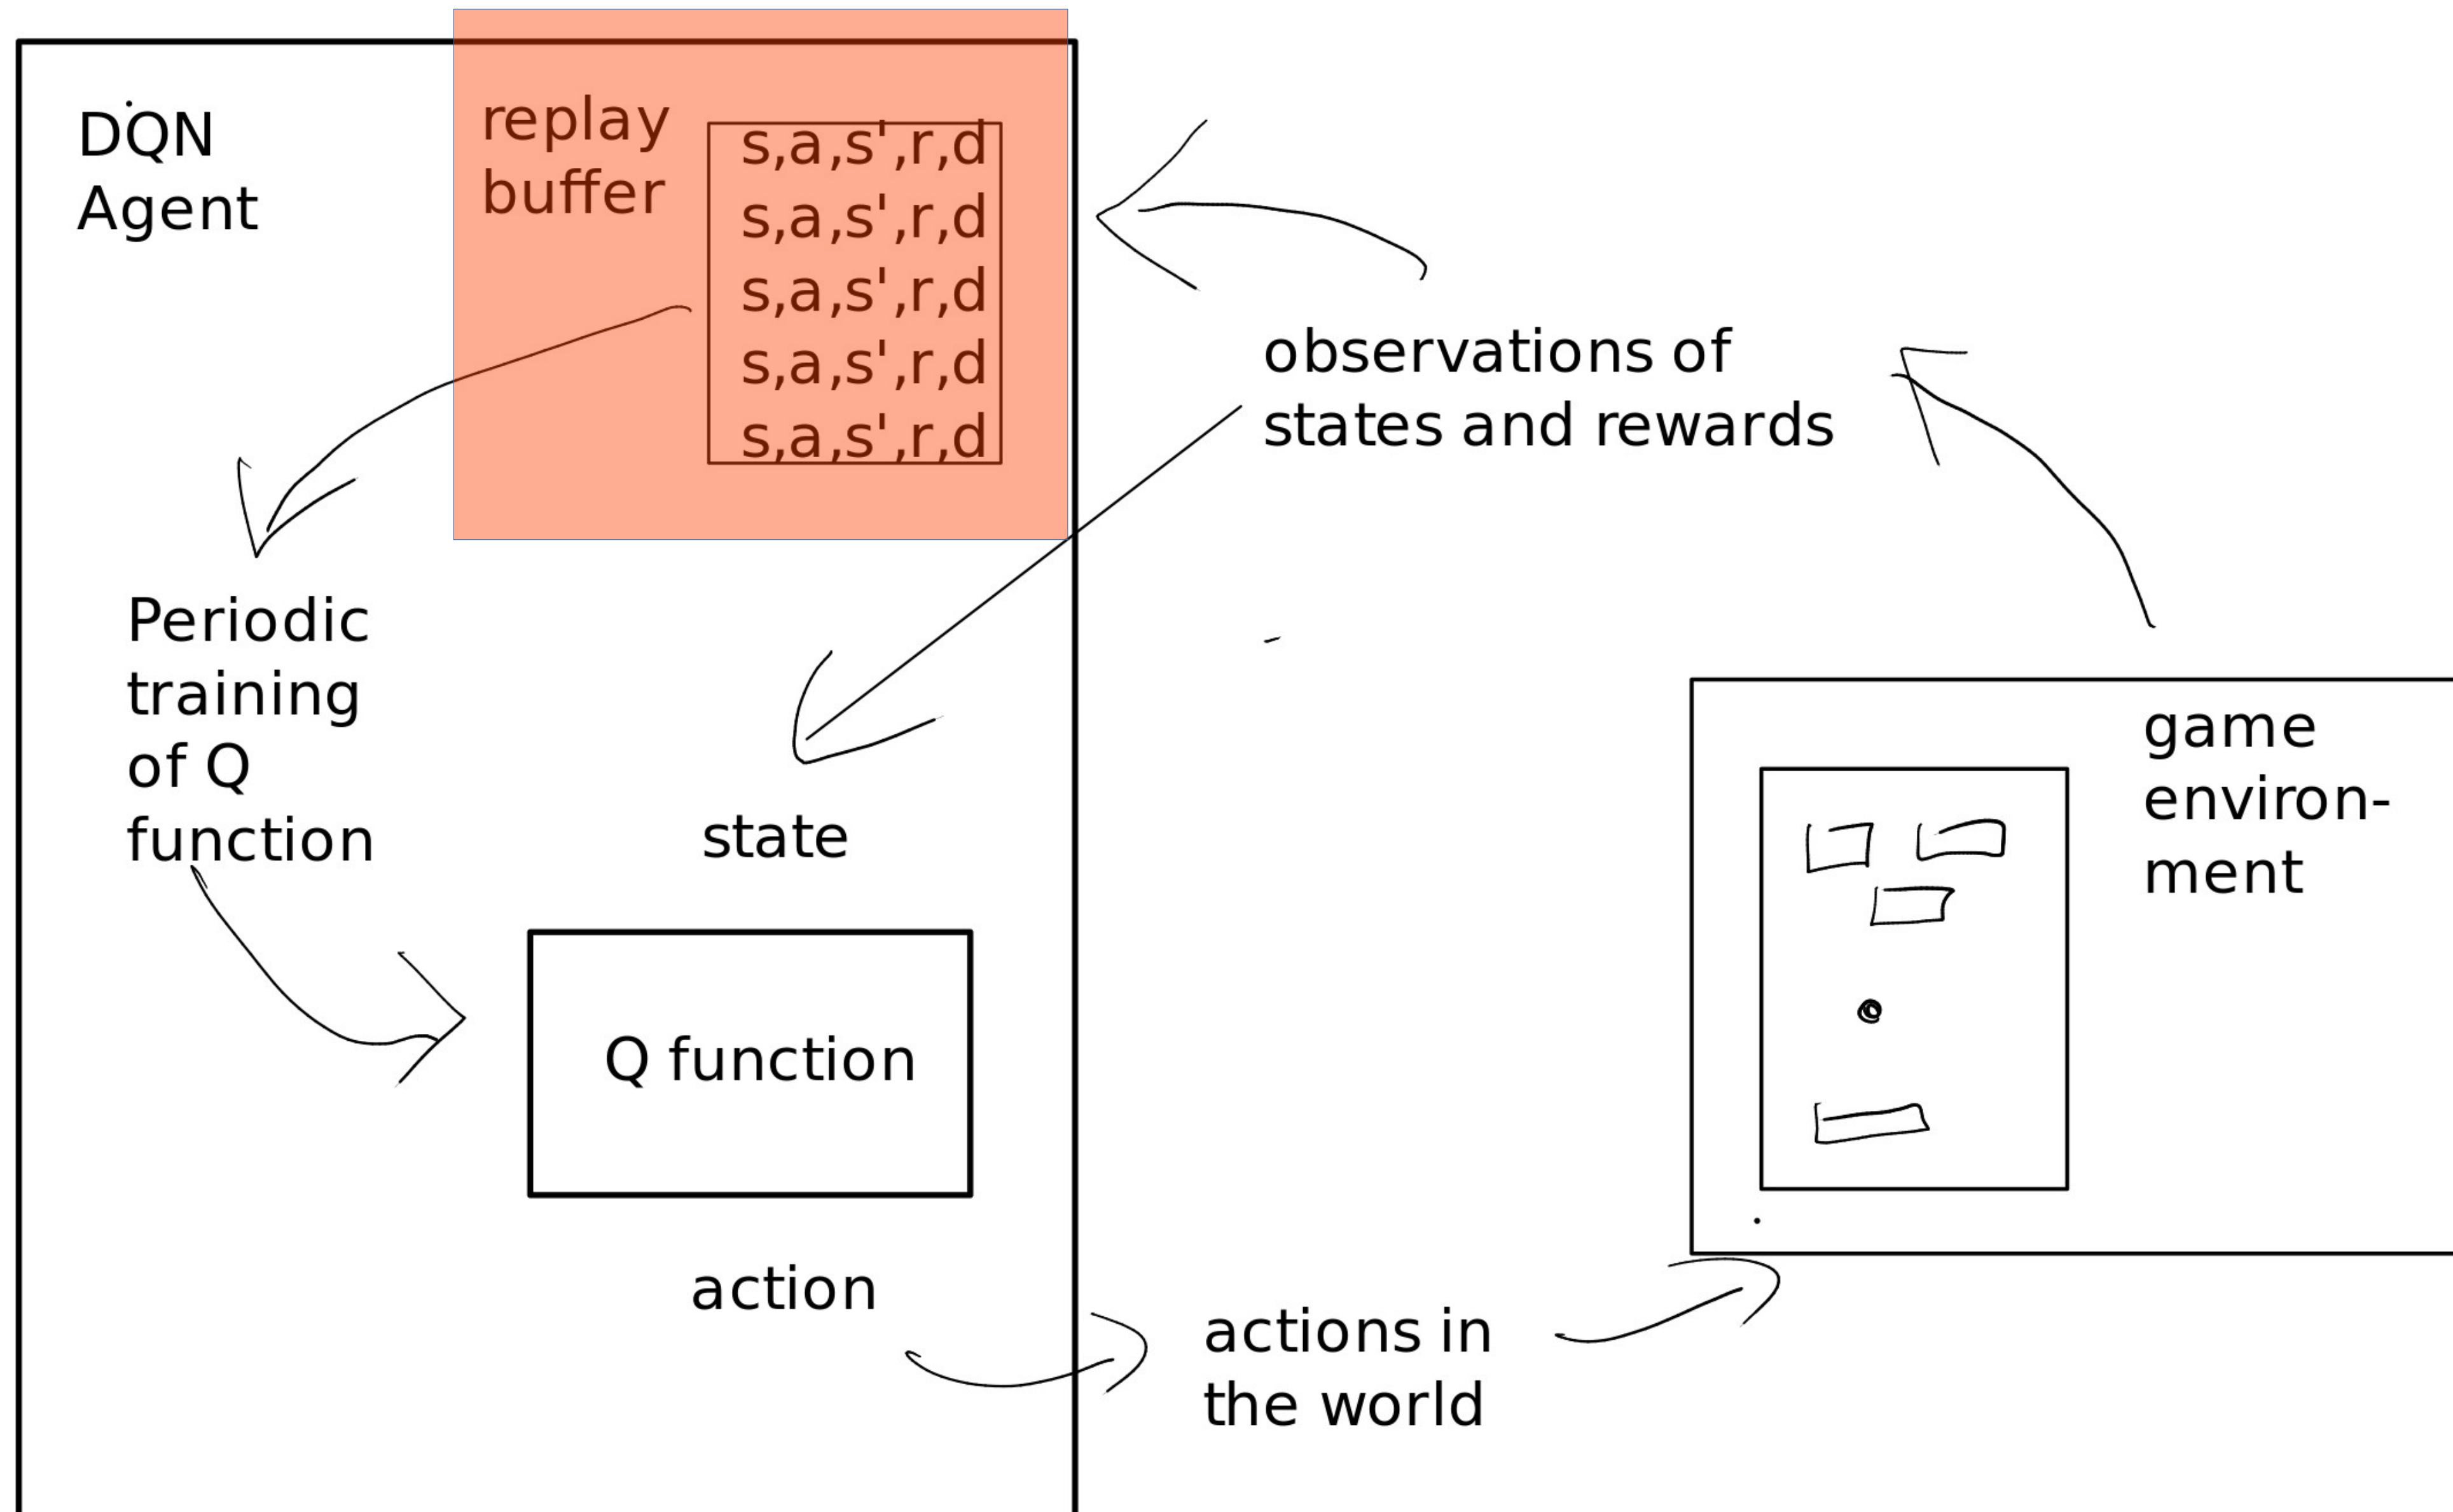 DQN
Agent
replay
buffer
s,a,s',r,d
s,a,s',r,d
s,a,s',r,d
s,a,s',r,d
s,a,s',r,d
observations of
states and rewards
Periodic
training
of Q
function
state
Q function
action
actions in
the world
game
environ-
ment